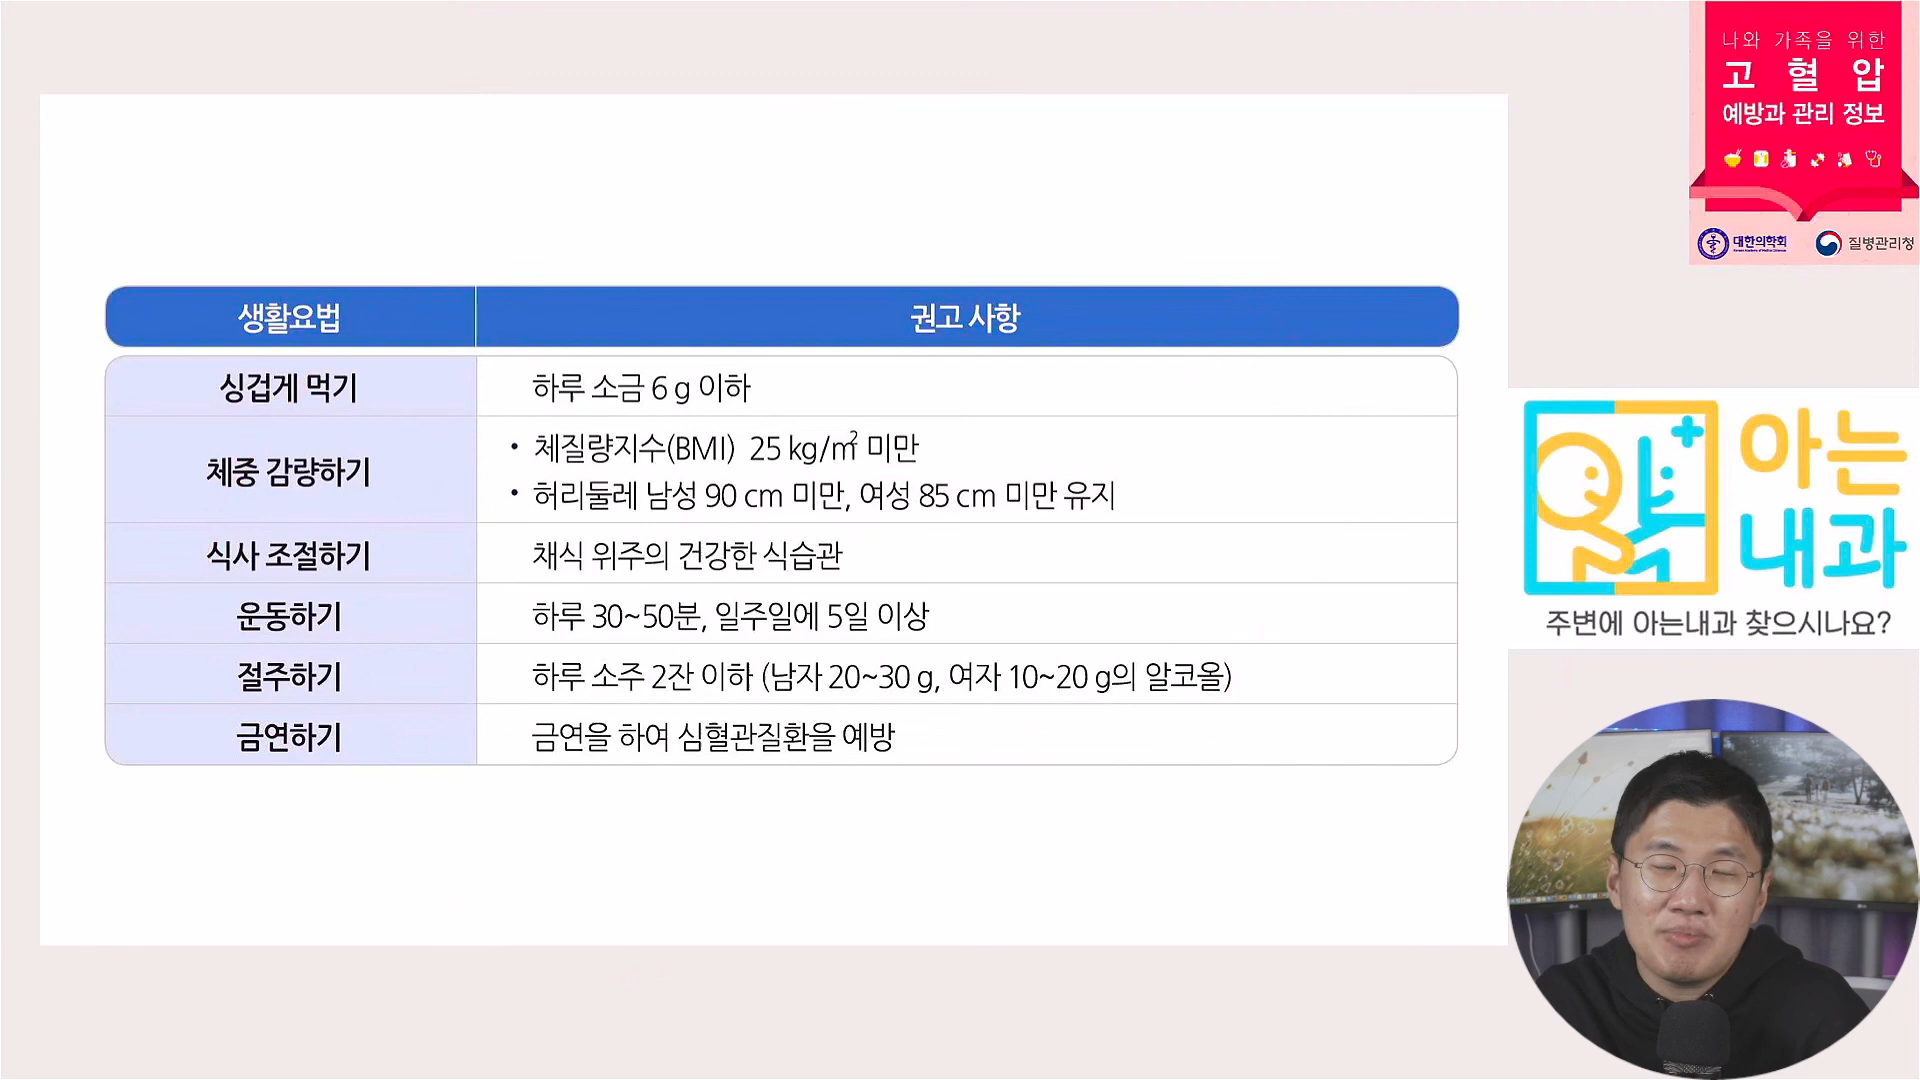 나와 가족을 위한
고혈압
예방과 관리 정보
대한의학회
질병관리청
생활요법 권고 사항
싱겁게 먹기 하루 소금 6 g 이하
체중 감량하기
• 체질량지수(BMI) 25 kg/㎡ 미만
• 허리둘레 남성 90 cm 미만, 여성 85 cm 미만 유지
식사 조절하기 채식 위주의 건강한 식습관
운동하기 하루 30~50분, 일주일에 5일 이상
절주하기 하루 소주 2잔 이하 (남자 20~30 g, 여자 10~20 g의 알코올)
금연하기 금연을 하여 심혈관질환을 예방
아는
내과
주변에 아는내과 찾으시나요?